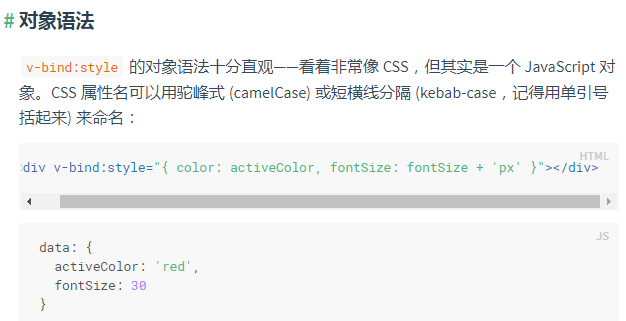 # 对象语法
v-bind:style 的对象语法十分直观——看着非常像 CSS，但其实是一个 JavaScript 对
象。CSS 属性名可以用驼峰式 (camelCase) 或短横线分隔 (kebab-case，记得用单引号
括起来) 来命名：
HTML
div v-bind:style="{ color: activeColor, fontSize: fontSize + 'px' }"></div>
JS
data: {
  activeColor: 'red',
  fontSize: 30
}